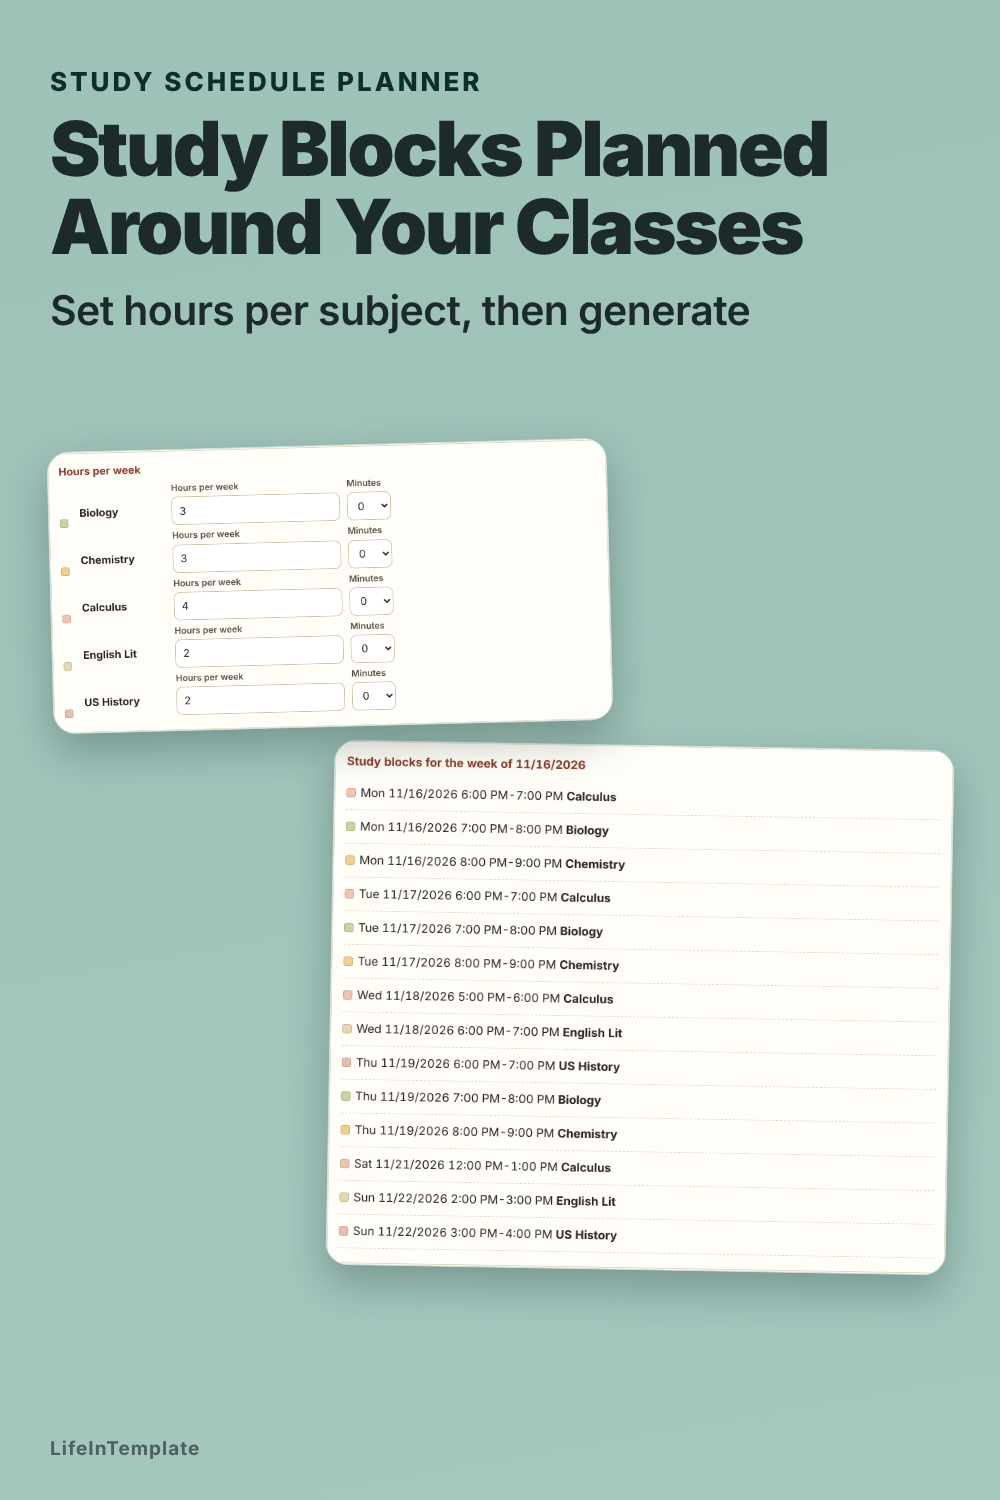 STUDY SCHEDULE PLANNER
Study Blocks Planned
Around Your Classes
Set hours per subject, then generate
Hours per week
Hours per week Minutes
Biology 3 0
Hours per week Minutes
Chemistry 3 0
Hours per week Minutes
Calculus 4 0
Hours per week Minutes
English Lit 2 0
Hours per week Minutes
US History 2 0
Study blocks for the week of 11/16/2026
Mon 11/16/2026 6:00 PM-7:00 PM Calculus
Mon 11/16/2026 7:00 PM-8:00 PM Biology
Mon 11/16/2026 8:00 PM-9:00 PM Chemistry
Tue 11/17/2026 6:00 PM-7:00 PM Calculus
Tue 11/17/2026 7:00 PM-8:00 PM Biology
Tue 11/17/2026 8:00 PM-9:00 PM Chemistry
Wed 11/18/2026 5:00 PM-6:00 PM Calculus
Wed 11/18/2026 6:00 PM-7:00 PM English Lit
Thu 11/19/2026 6:00 PM-7:00 PM US History
Thu 11/19/2026 7:00 PM-8:00 PM Biology
Thu 11/19/2026 8:00 PM-9:00 PM Chemistry
Sat 11/21/2026 12:00 PM-1:00 PM Calculus
Sun 11/22/2026 2:00 PM-3:00 PM English Lit
Sun 11/22/2026 3:00 PM-4:00 PM US History
LifeInTemplate